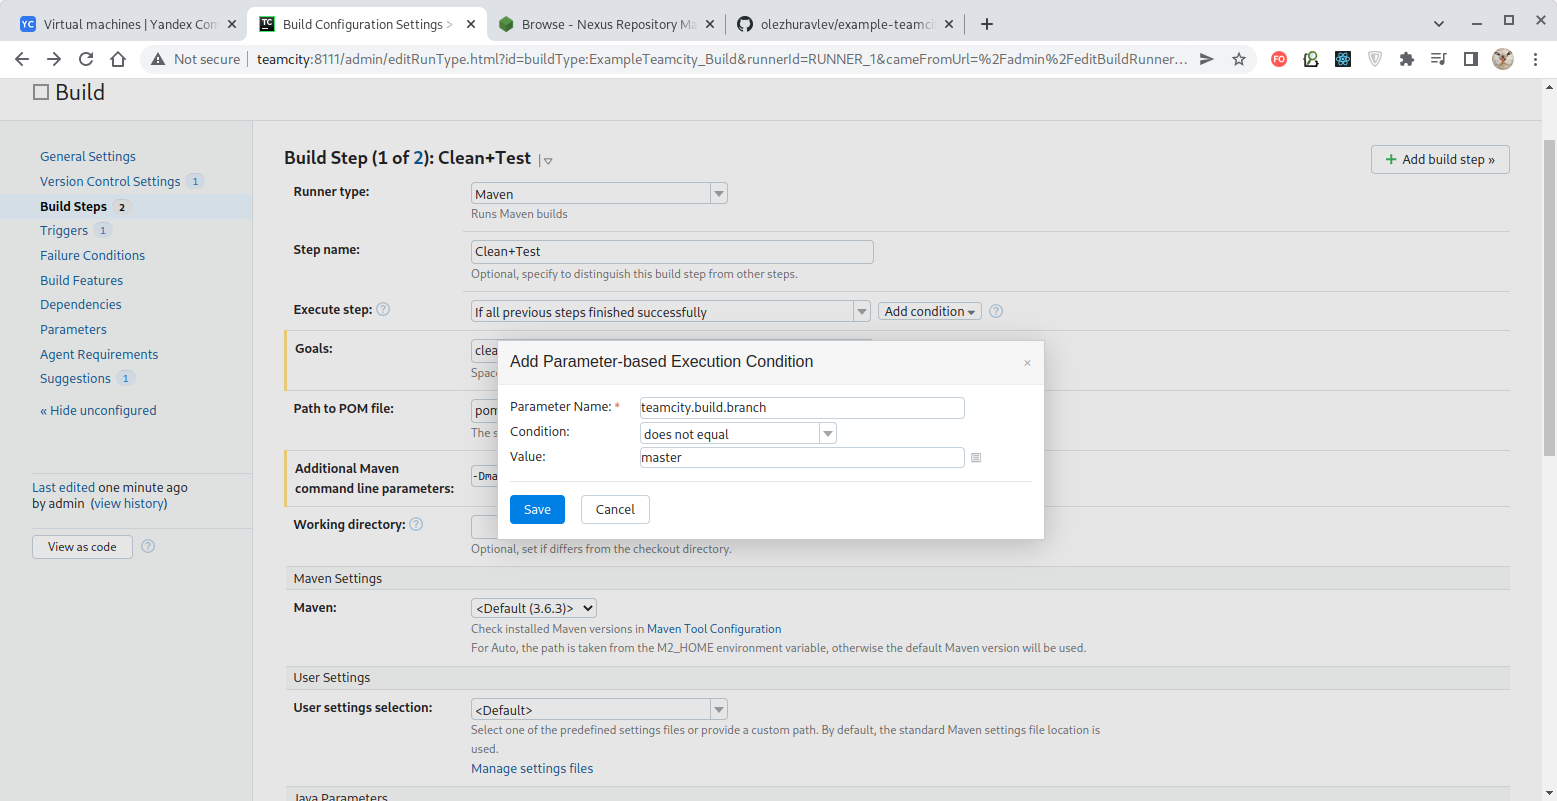 Virtual machines | Yandex Com
Build Configuration Settings >
Browse - Nexus Repository Ma
olezhuravlev/example-teamci
Not secure
teamcity:8111/admin/editRunType.html?id=buildType:ExampleTeamcity_Build&runnerId=RUNNER_1&cameFromUrl=%2Fadmin%2FeditBuildRunner...
Build
General Settings
Version Control Settings 1
Build Steps 2
Triggers 1
Failure Conditions
Build Features
Dependencies
Parameters
Agent Requirements
Suggestions 1
« Hide unconfigured
Last edited one minute ago
by admin (view history)
View as code ?
Build Step (1 of 2): Clean+Test
+ Add build step »
Runner type:
Maven
Runs Maven builds
Step name:
Clean+Test
Optional, specify to distinguish this build step from other steps.
Execute step: ?
If all previous steps finished successfully
Add condition
?
Goals:
clea
Spac
Path to POM file:
pom
The s
Additional Maven
command line parameters:
-Dma
Working directory: ?
Optional, set if differs from the checkout directory.
Add Parameter-based Execution Condition
Parameter Name: *
teamcity.build.branch
Condition:
does not equal
Value:
master
Save
Cancel
Maven Settings
Maven:
<Default (3.6.3)>
Check installed Maven versions in Maven Tool Configuration
For Auto, the path is taken from the M2_HOME environment variable, otherwise the default Maven version will be used.
User Settings
User settings selection:
<Default>
Select one of the predefined settings files or provide a custom path. By default, the standard Maven settings file location is
used.
Manage settings files
Java Parameters